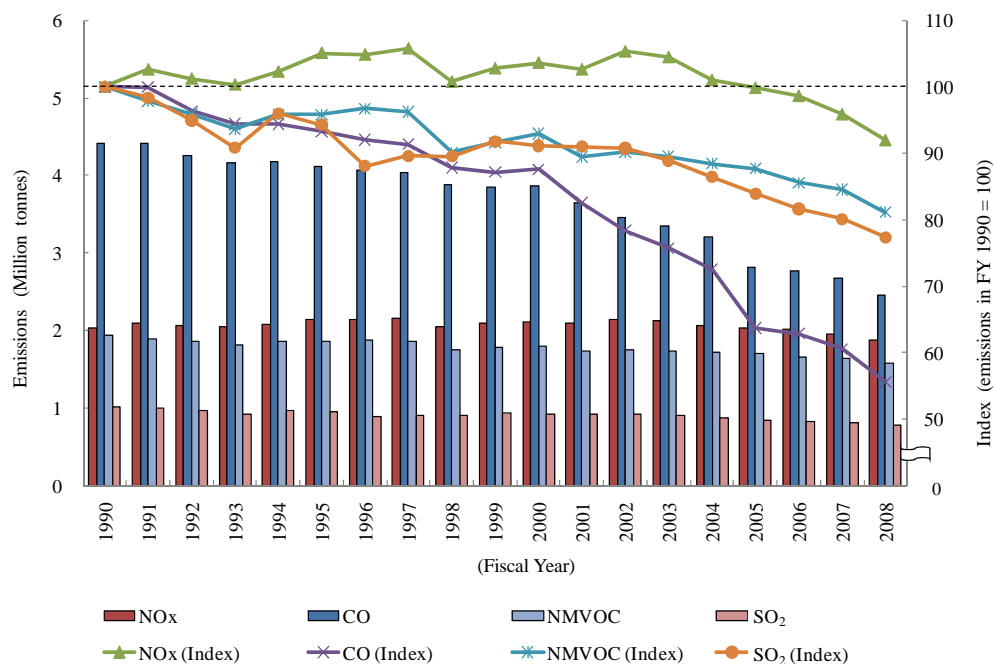 Emissions (Million tonnes)
6
5
4
3
2
1
0
110
100
90
80
70
60
50
0
Index (emissions in FY 1990 = 100)
1990 1991 1992 1993 1994 1995 1996 1997 1998 1999 2000 2001 2002 2003 2004 2005 2006 2007 2008
(Fiscal Year)
NOx CO NMVOC SO₂
NOx (Index) CO (Index) NMVOC (Index) SO₂ (Index)